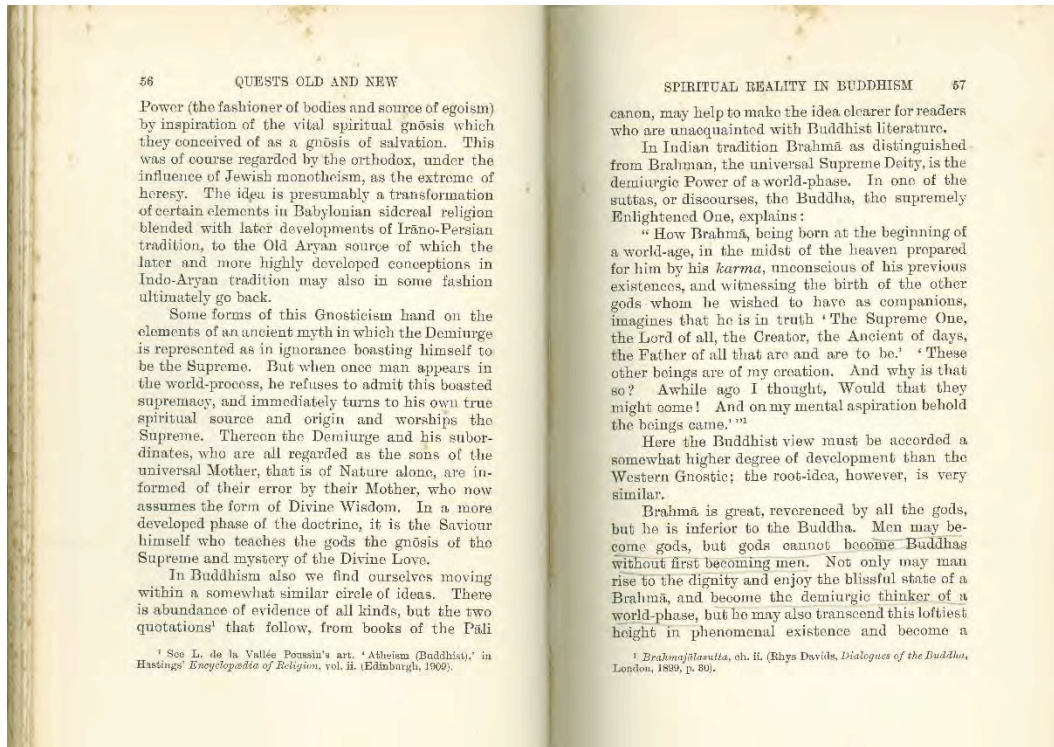 56 QUESTS OLD AND NEW
Power (the fashioner of bodies and source of egoism)
by inspiration of the vital spiritual gnōsis which
they conceived of as a gnōsis of salvation. This
was of course regarded by the orthodox, under the
influence of Jewish monotheism, as the extreme of
heresy. The idea is presumably a transformation
of certain elements in Babylonian sidereal religion
blended with later developments of Irāno-Persian
tradition, to the Old Aryan source of which the
later and more highly developed conceptions in
Indo-Aryan tradition may also in some fashion
ultimately go back.
Some forms of this Gnosticism hand on the
elements of an ancient myth in which the Demiurge
is represented as in ignorance boasting himself to
be the Supreme. But when once man appears in
the world-process, he refuses to admit this boasted
supremacy, and immediately turns to his own true
spiritual source and origin and worships the
Supreme. Thereon the Demiurge and his subor-
dinates, who are all regarded as the sons of the
universal Mother, that is of Nature alone, are in-
formed of their error by their Mother, who now
assumes the form of Divine Wisdom. In a more
developed phase of the doctrine, it is the Saviour
himself who teaches the gods the gnōsis of the
Supreme and mystery of the Divine Love.
In Buddhism also we find ourselves moving
within a somewhat similar circle of ideas. There
is abundance of evidence of all kinds, but the two
quotations¹ that follow, from books of the Pāli
¹ See L. de la Vallée Poussin's art. 'Atheism (Buddhist),' in
Hastings' Encyclopædia of Religion, vol. ii. (Edinburgh, 1909).
SPIRITUAL REALITY IN BUDDHISM 57
canon, may help to make the idea clearer for readers
who are unacquainted with Buddhist literature.
In Indian tradition Brahmā as distinguished
from Brahman, the universal Supreme Deity, is the
demiurgic Power of a world-phase. In one of the
suttas, or discourses, the Buddha, the supremely
Enlightened One, explains:
"How Brahmā, being born at the beginning of
a world-age, in the midst of the heaven prepared
for him by his karma, unconscious of his previous
existences, and witnessing the birth of the other
gods whom he wished to have as companions,
imagines that he is in truth 'The Supreme One,
the Lord of all, the Creator, the Ancient of days,
the Father of all that are and are to be.' 'These
other beings are of my creation. And why is that
so? Awhile ago I thought, Would that they
might come! And on my mental aspiration behold
the beings came.'"¹
Here the Buddhist view must be accorded a
somewhat higher degree of development than the
Western Gnostic; the root-idea, however, is very
similar.
Brahmā is great, reverenced by all the gods,
but he is inferior to the Buddha. Men may be-
come gods, but gods cannot become Buddhas
without first becoming men. Not only may man
rise to the dignity and enjoy the blissful state of a
Brahmā, and become the demiurgic thinker of a
world-phase, but he may also transcend this loftiest
height in phenomenal existence and become a
¹ Brahmajālasutta, ch. ii. (Rhys Davids, Dialogues of the Buddha,
London, 1899, p. 30).